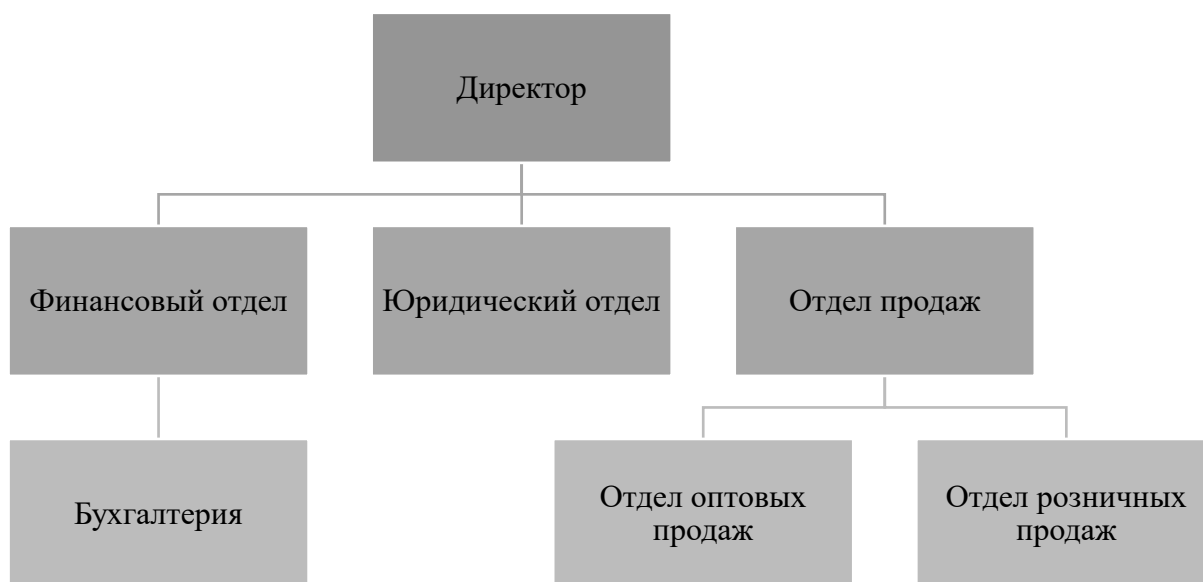 Директор
Финансовый отдел
Юридический отдел
Отдел продаж
Бухгалтерия
Отдел оптовых
продаж
Отдел розничных
продаж